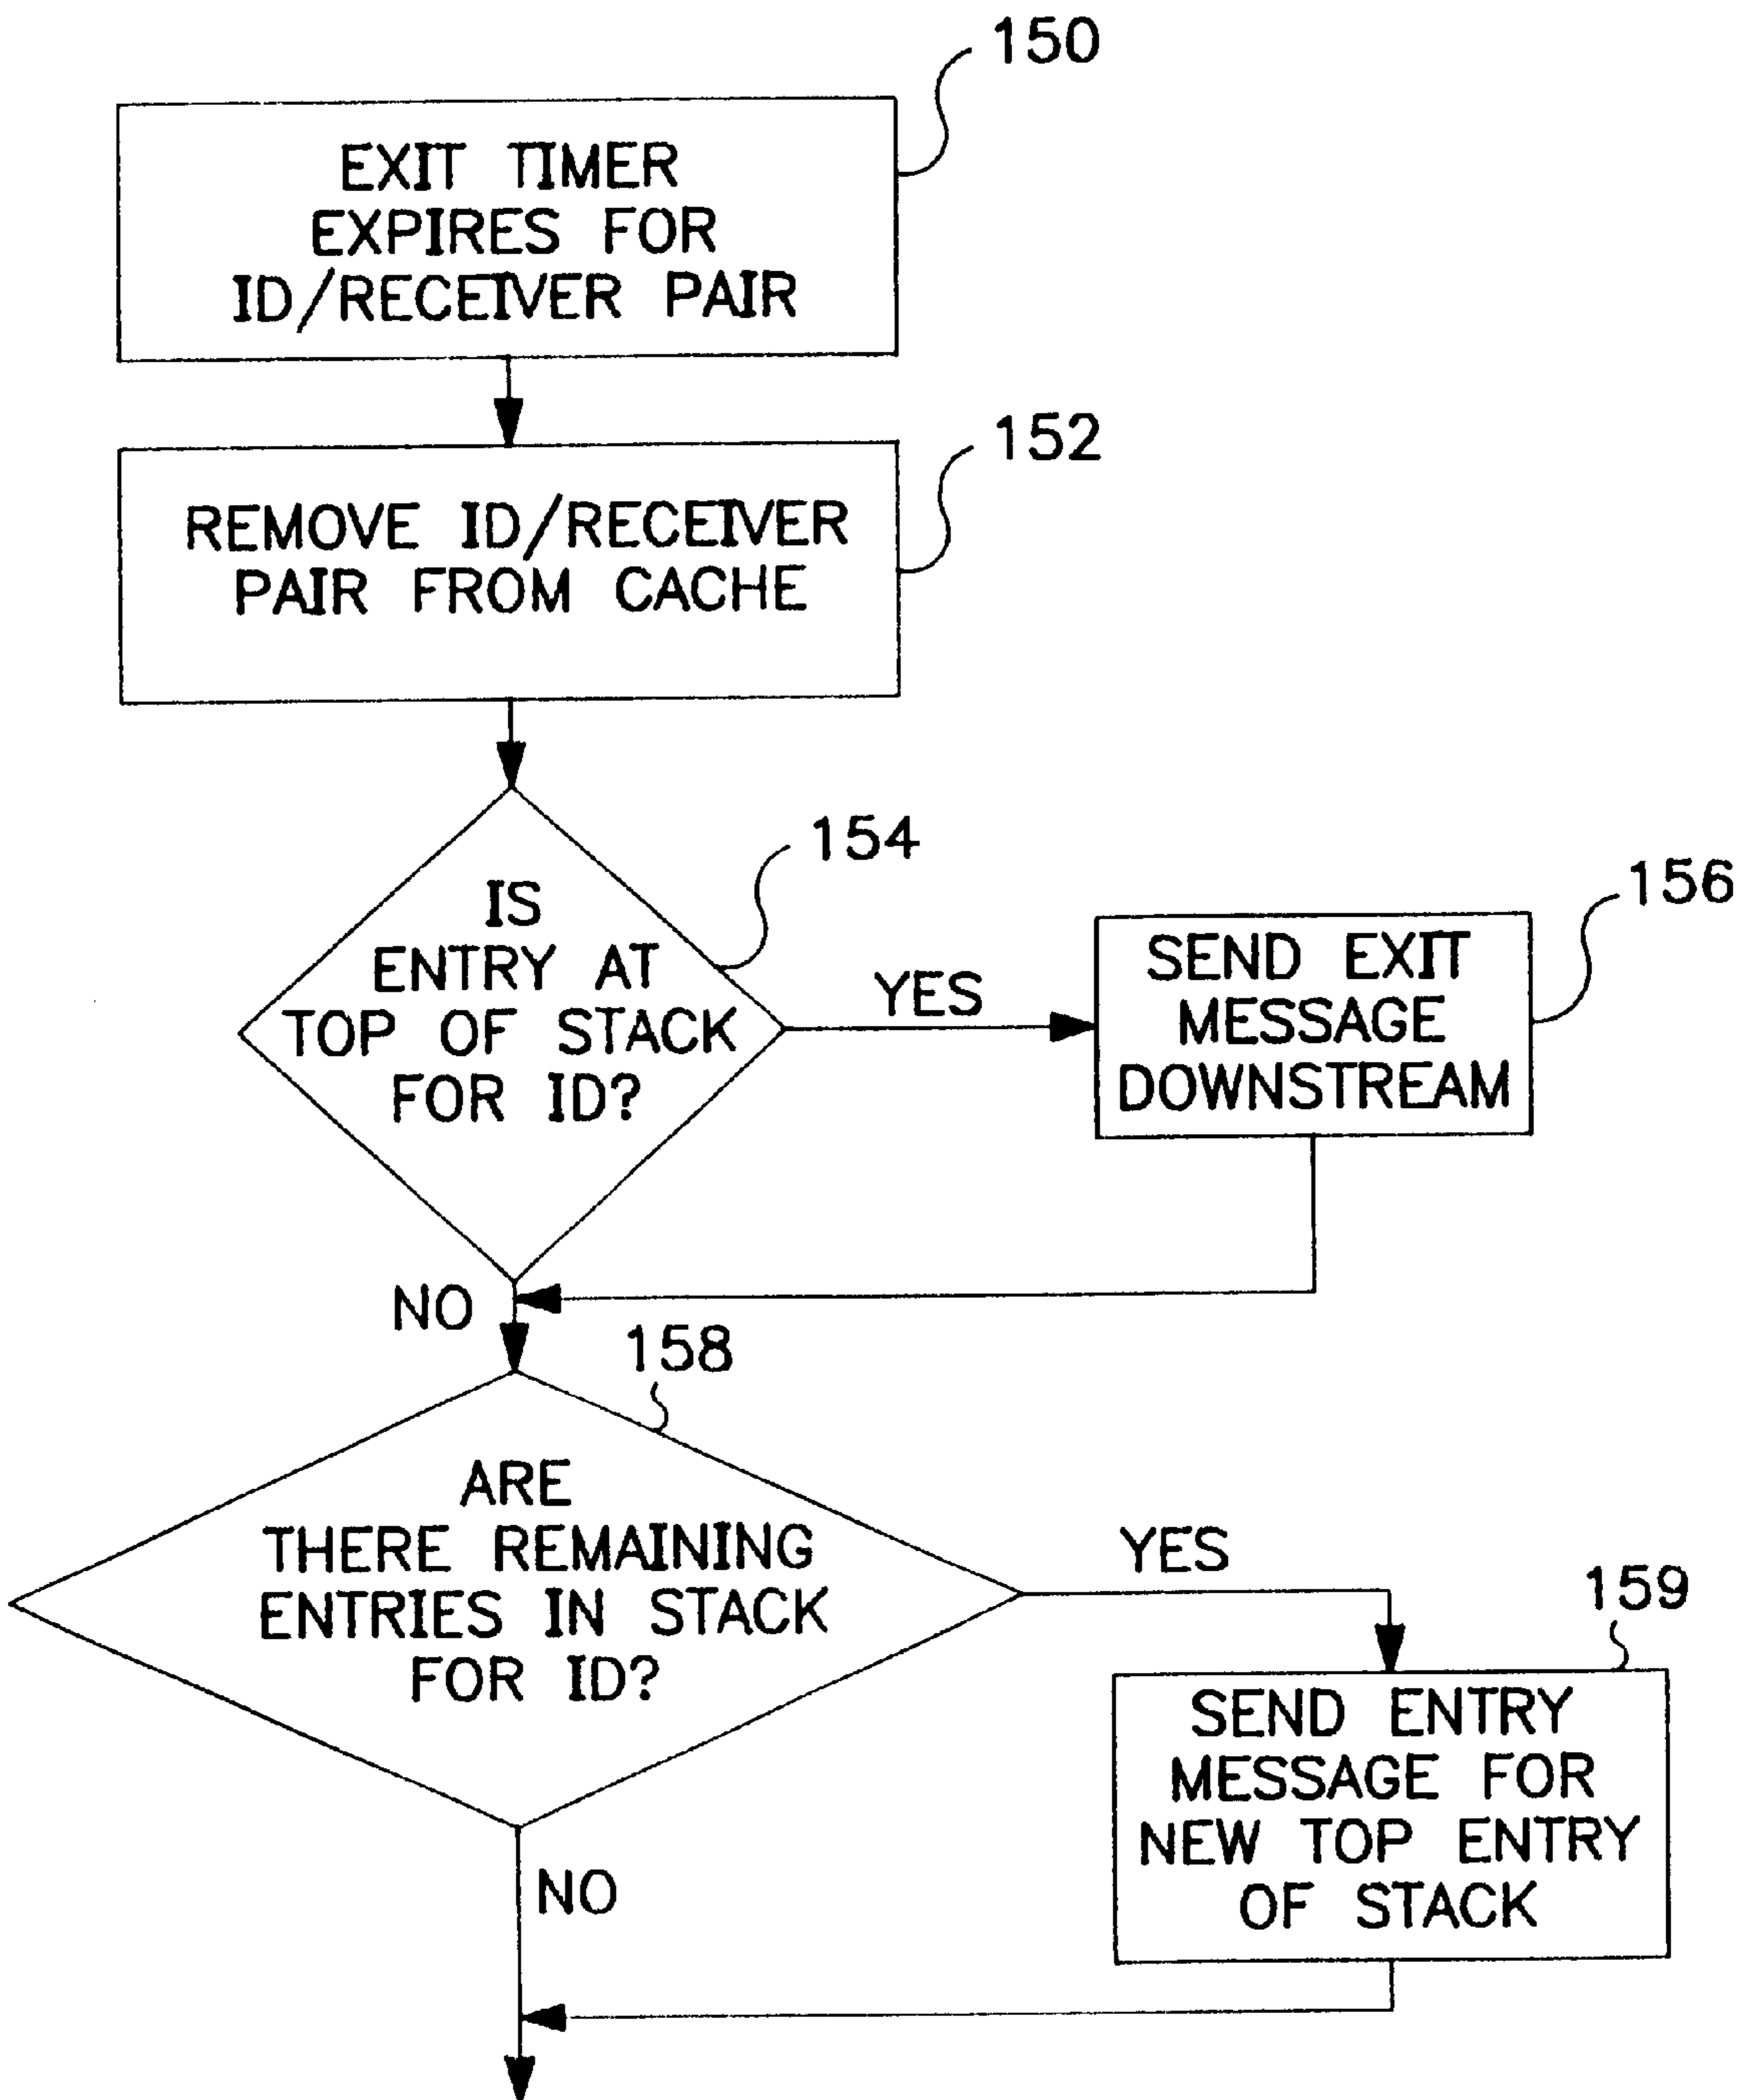 150
EXIT TIMER
EXPIRES FOR
ID/RECEIVER PAIR
152
REMOVE ID/RECEIVER
PAIR FROM CACHE
154
IS
ENTRY AT
TOP OF STACK
FOR ID?
YES
156
SEND EXIT
MESSAGE
DOWNSTREAM
NO
158
ARE
THERE REMAINING
ENTRIES IN STACK
FOR ID?
YES
159
SEND ENTRY
MESSAGE FOR
NEW TOP ENTRY
OF STACK
NO